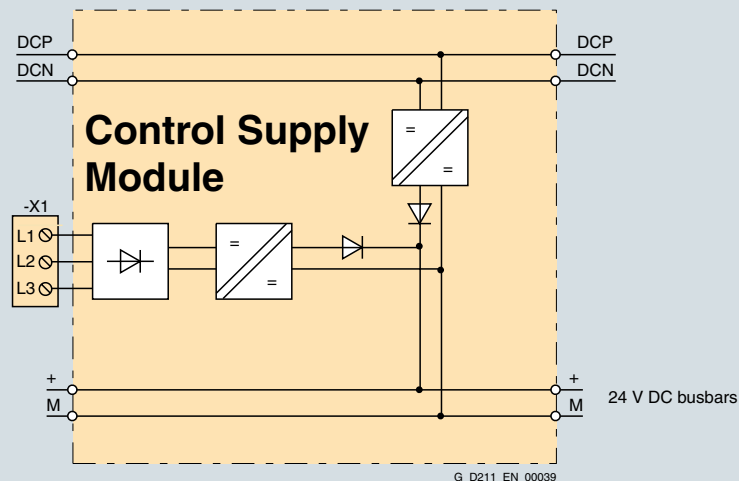 DCP
DCP
DCN
DCN
Control Supply
Module
=
=
-X1
L1
L2
L3
=
=
+
+
M
M
24 V DC busbars
G_D211_EN_00039